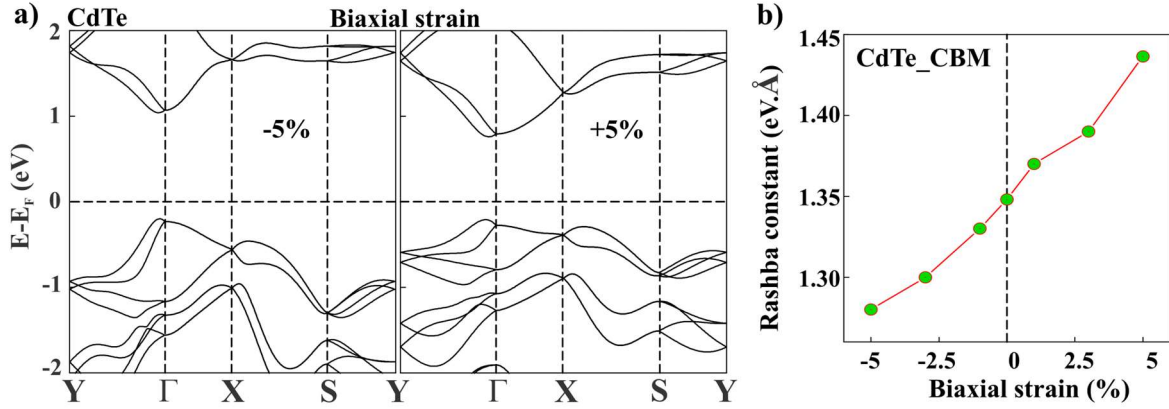 a) CdTe Biaxial strain
2
1
0
-1
-2
E-E_F (eV)
-5%
+5%
Y Γ X S Y
Γ X S Y
b)
CdTe_CBM
Rashba constant (eV.Å)
1.45
1.40
1.35
1.30
-5 -2.5 0 2.5 5
Biaxial strain (%)